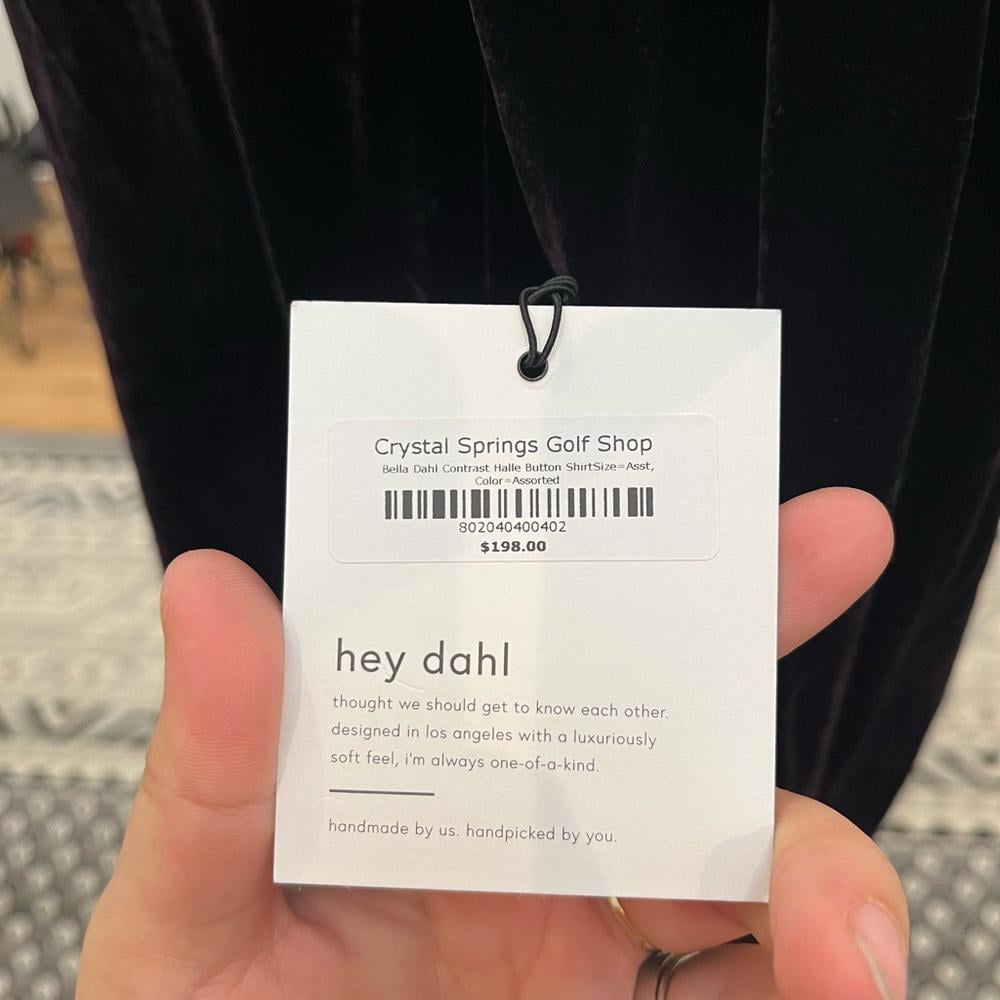 Crystal Springs Golf Shop
Bella Dahl Contrast Halle Button ShirtSize=Asst,
Color=Assorted
802040400402
$198.00
hey dahl
thought we should get to know each other.
designed in los angeles with a luxuriously
soft feel, i'm always one-of-a-kind.
handmade by us. handpicked by you.